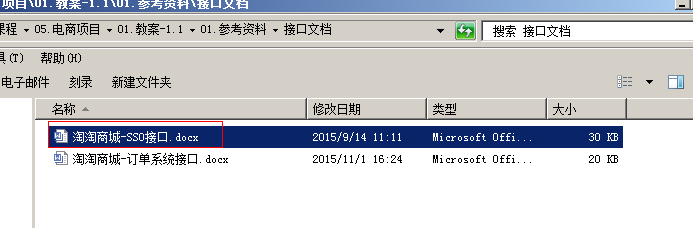 项目\01.教案-1.1\01.参考资料\接口文档
课程 ▸ 05.电商项目 ▸ 01.教案-1.1 ▸ 01.参考资料 ▸ 接口文档
搜索 接口文档
具(T) 帮助(H)
电子邮件 刻录 新建文件夹
名称 修改日期 类型 大小
淘淘商城-SSO接口.docx 2015/9/14 11:11 Microsoft Offi... 30 KB
淘淘商城-订单系统接口.docx 2015/11/1 16:24 Microsoft Offi... 20 KB